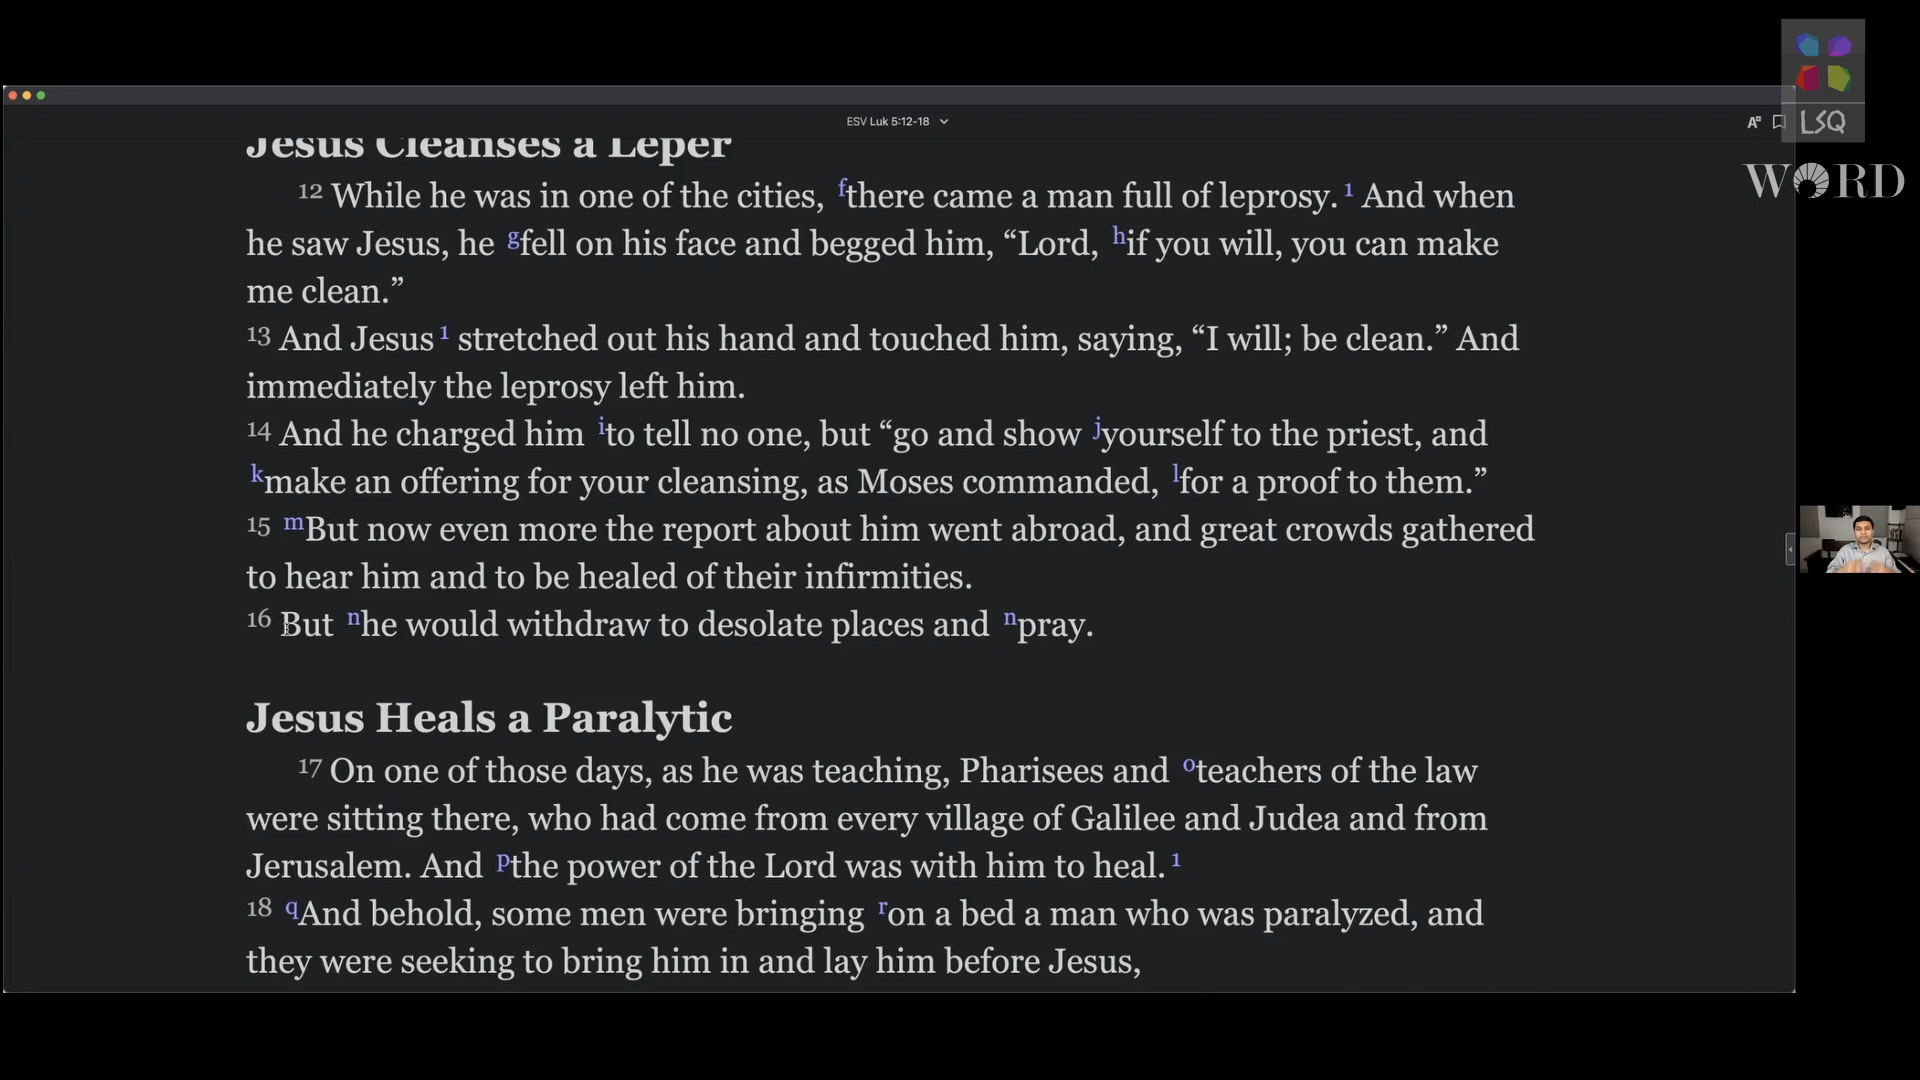 LSQ
ESV Luk 5:12-18
WORD
Jesus Cleanses a Leper
12 While he was in one of the cities, fthere came a man full of leprosy.1 And when
he saw Jesus, he gfell on his face and begged him, “Lord, hif you will, you can make
me clean.”
13 And Jesus1 stretched out his hand and touched him, saying, “I will; be clean.” And
immediately the leprosy left him.
14 And he charged him ito tell no one, but “go and show jyourself to the priest, and
kmake an offering for your cleansing, as Moses commanded, lfor a proof to them.”
15 mBut now even more the report about him went abroad, and great crowds gathered
to hear him and to be healed of their infirmities.
16 But nhe would withdraw to desolate places and npray.
Jesus Heals a Paralytic
17 On one of those days, as he was teaching, Pharisees and oteachers of the law
were sitting there, who had come from every village of Galilee and Judea and from
Jerusalem. And pthe power of the Lord was with him to heal.1
18 qAnd behold, some men were bringing ron a bed a man who was paralyzed, and
they were seeking to bring him in and lay him before Jesus,